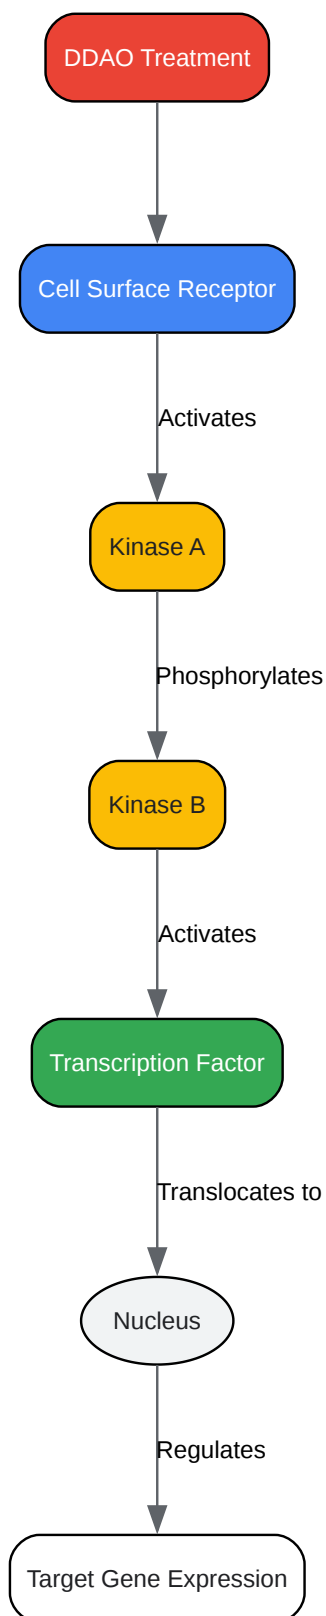 DDAO Treatment
Cell Surface Receptor
Activates
Kinase A
Phosphorylates
Kinase B
Activates
Transcription Factor
Translocates to
Nucleus
Regulates
Target Gene Expression